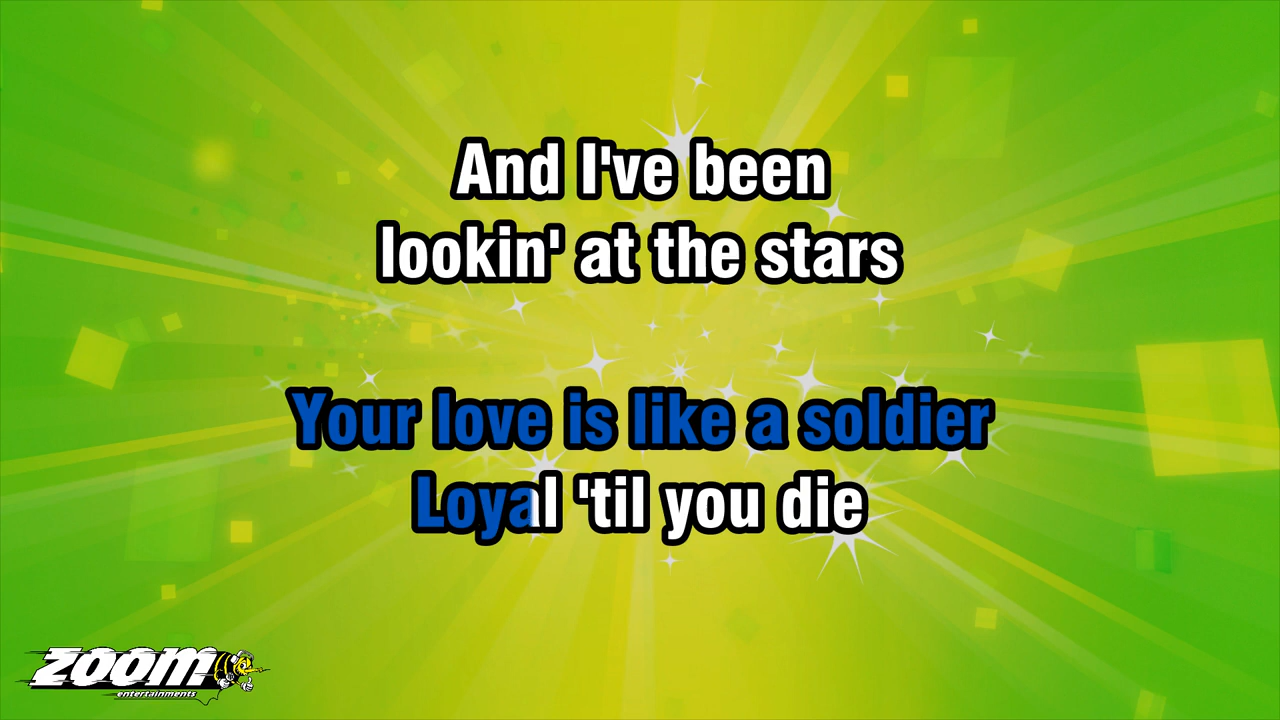 And I've been
lookin' at the stars
Your love is like a soldier
Loyal 'til you die
zoom
entertainments